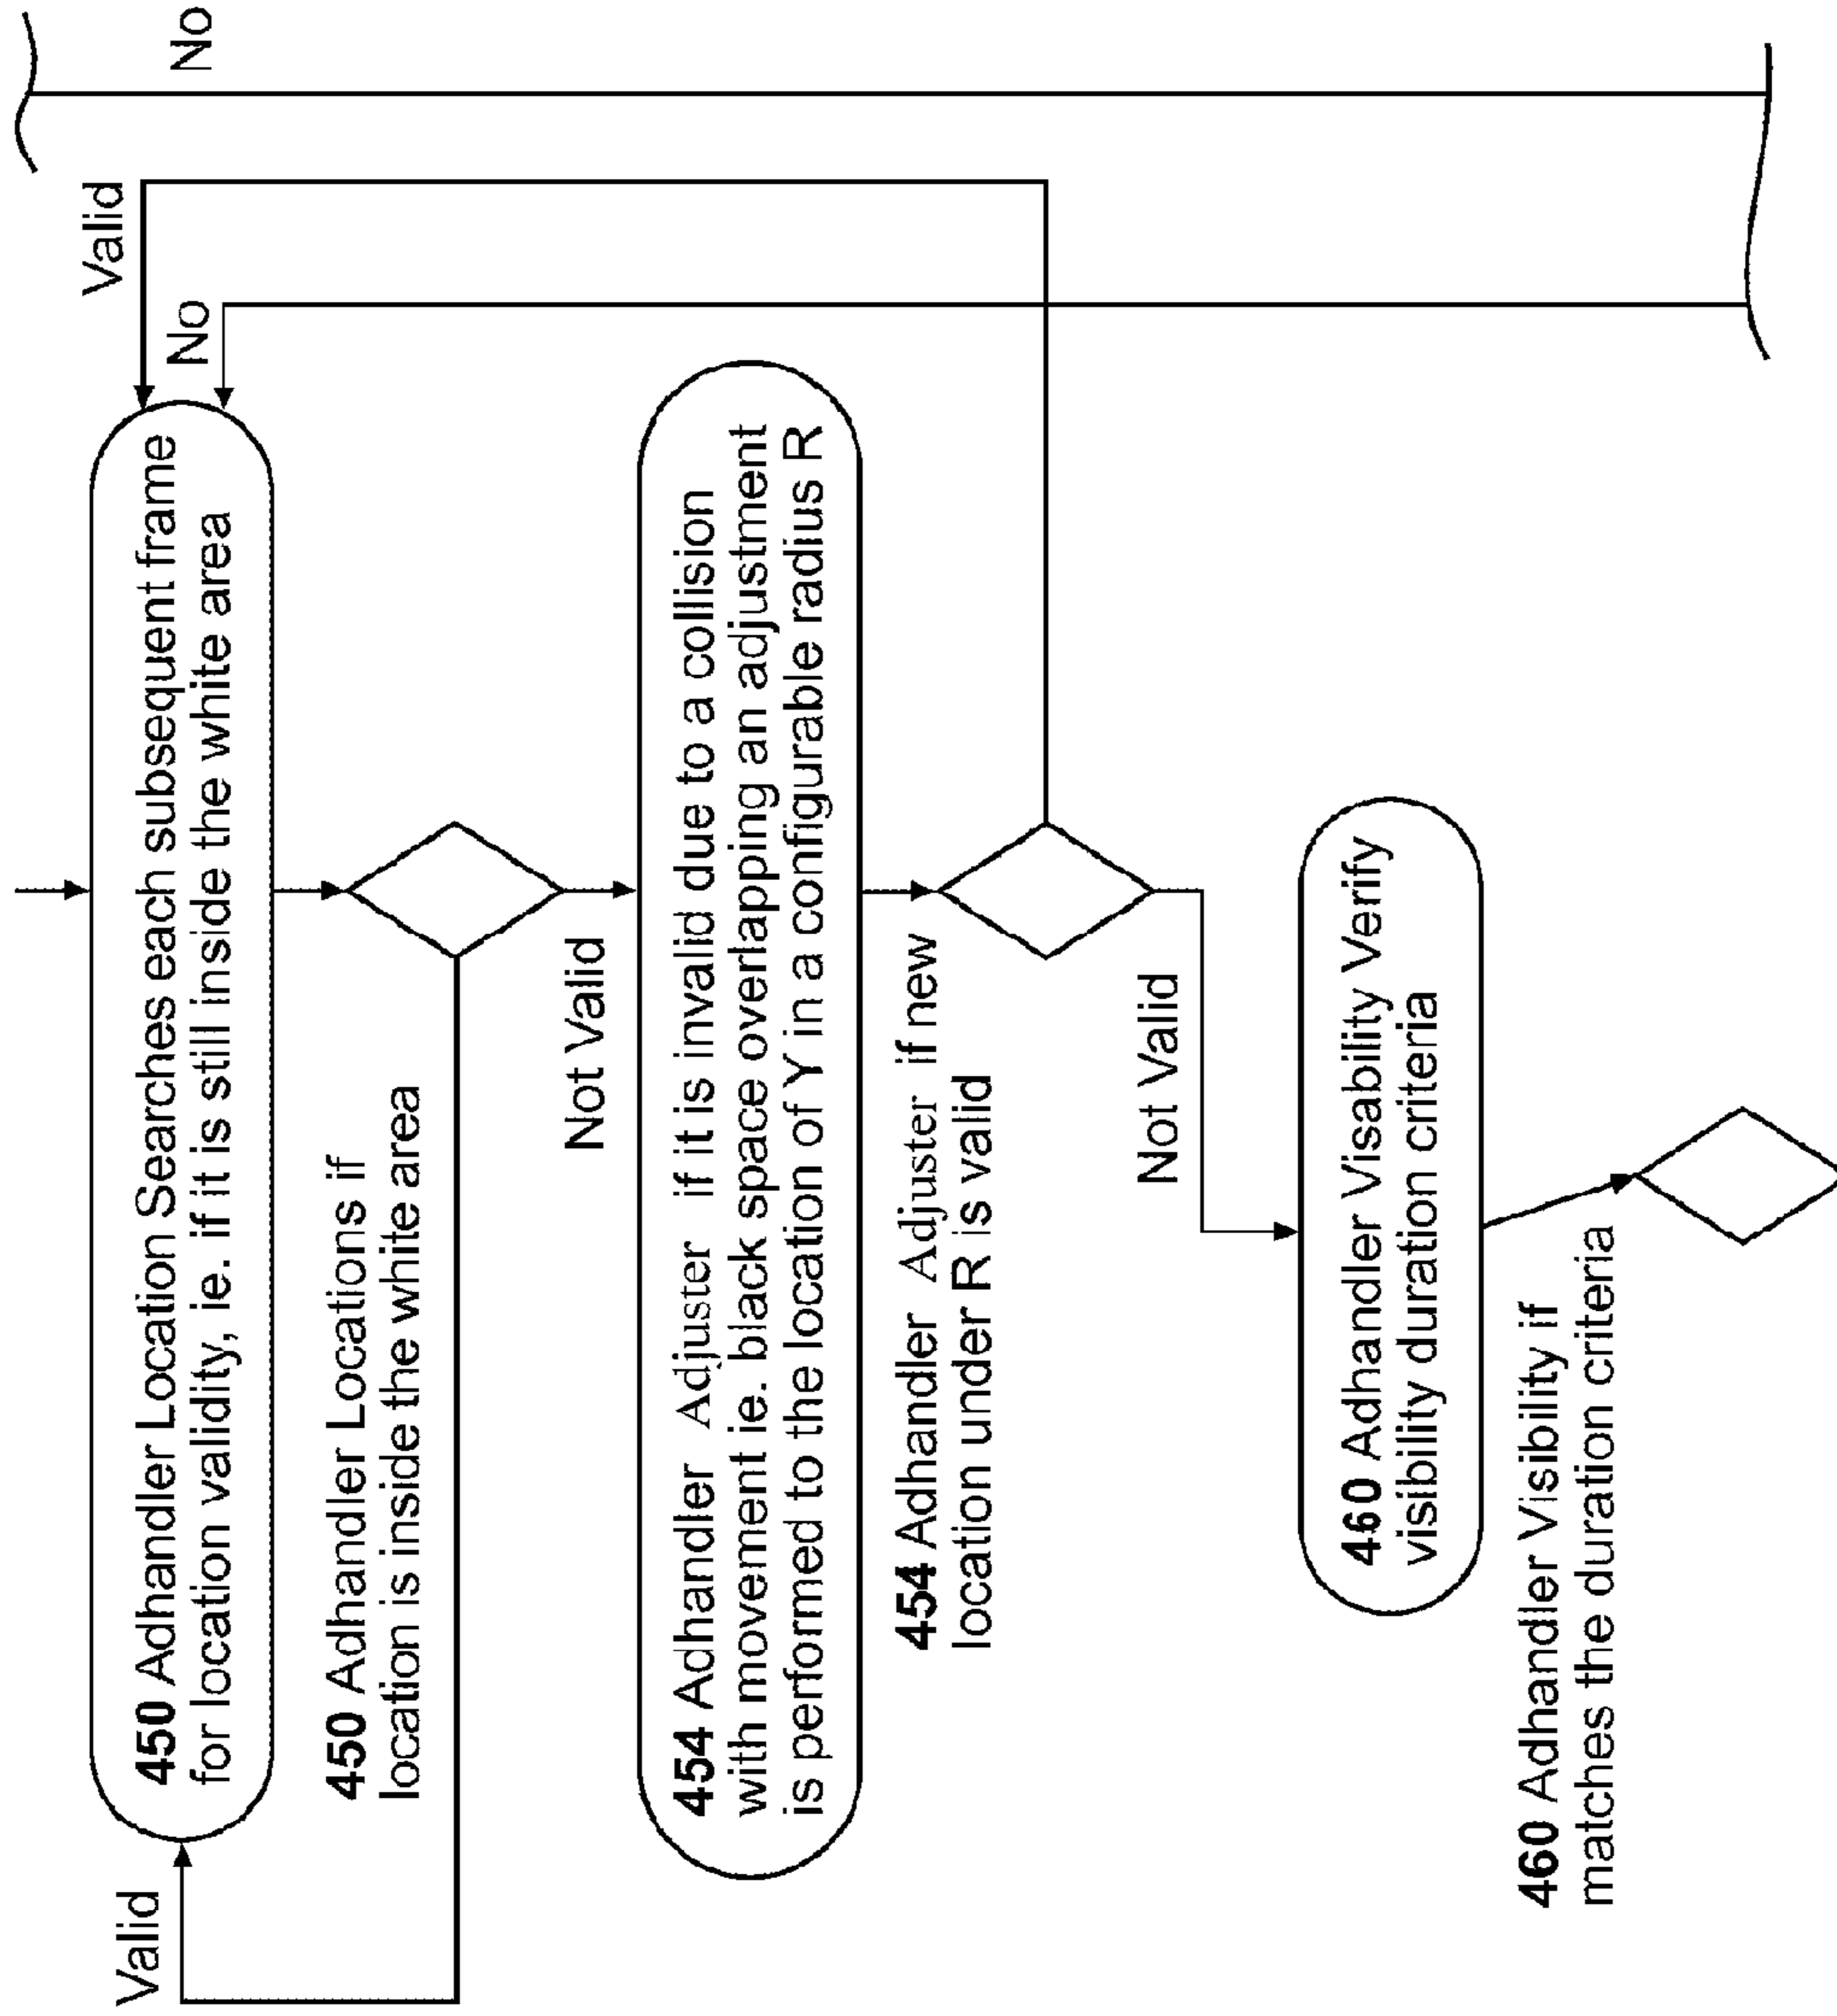 No
Valid
No
Valid
450 Adhandler Location Searches each subsequent frame
for location validity, ie. if it is still inside the white area
450 Adhandler Locations if
location is inside the white area
Not Valid
454 Adhandler Adjuster if it is invalid due to a collision
with movement ie. black space overlapping an adjustment
is performed to the location of Y in a configurable radius R
454 Adhandler Adjuster if new
location under R is valid
Not Valid
460 Adhandler Visability Verify
visibility duration criteria
460 Adhandler Visibility if
matches the duration criteria